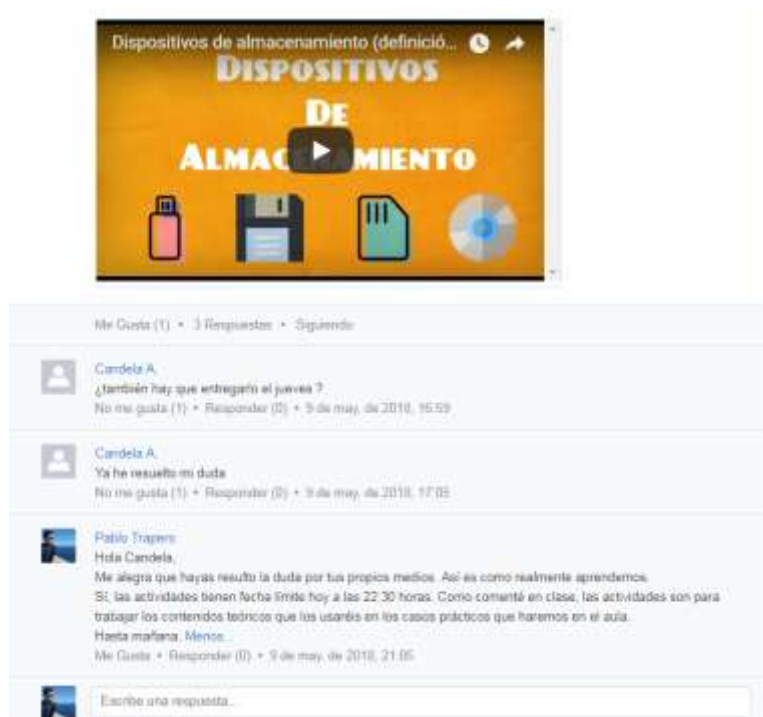 Dispositivos de almacenamiento (definició...
DISPOSITIVOS
DE
ALMACENAMIENTO
Me Gusta (1) • 3 Respuestas • Siguiendo
Candela A.
¿también hay que entregarlo el jueves ?
No me gusta (1) • Responder (0) • 9 de may. de 2018, 16:59
Candela A.
Ya he resuelto mi duda
No me gusta (1) • Responder (0) • 9 de may. de 2018, 17:05
Pablo Trapero
Hola Candela,
Me alegra que hayas resulto la duda por tus propios medios. Así es como realmente aprendemos.
Sí, las actividades tienen fecha límite hoy a las 22:30 horas. Como comenté en clase, las actividades son para
trabajar los contenidos teóricos que los usaréis en los casos prácticos que haremos en el aula.
Hasta mañana. Menos...
Me Gusta • Responder (0) • 9 de may. de 2018, 21:05
Escribe una respuesta...